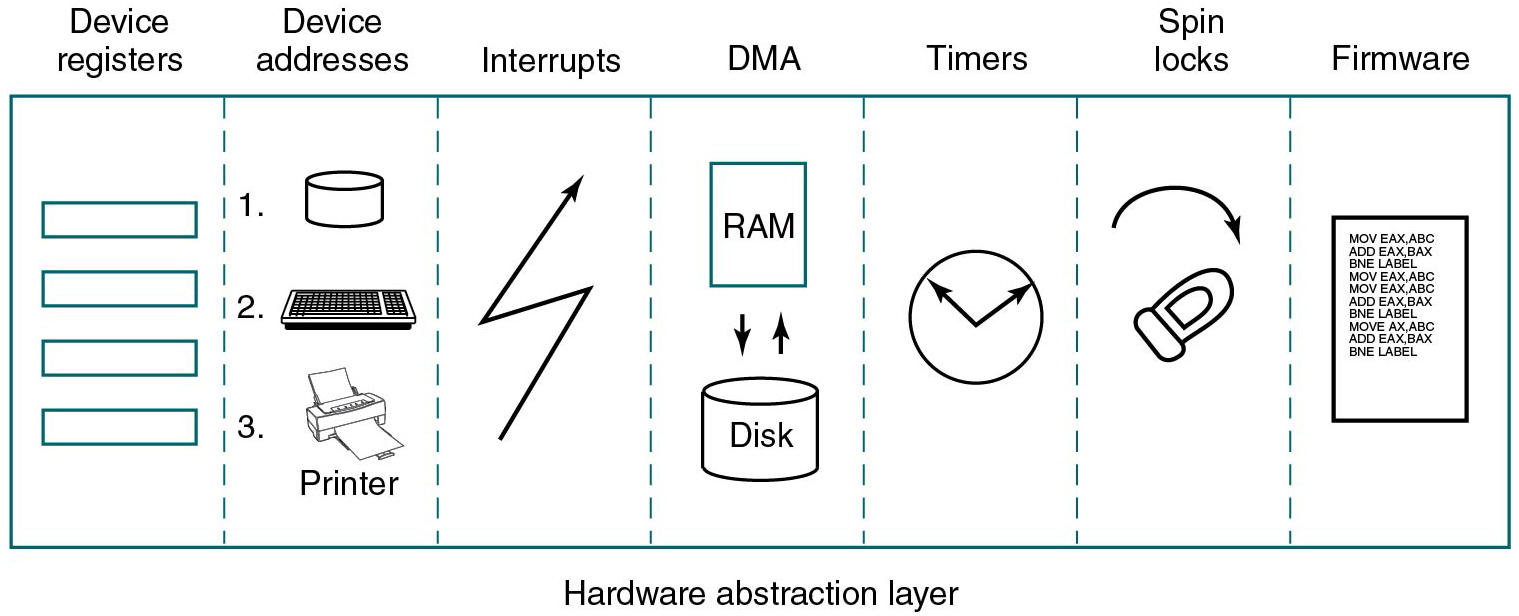 Device
registers
Device
addresses
Interrupts
DMA
Timers
Spin
locks
Firmware
1.
2.
3.
Printer
RAM
Disk
MOV EAX,ABC
ADD EAX,BAX
BNE LABEL
MOV EAX,ABC
MOV EAX,ABC
ADD EAX,BAX
BNE LABEL
MOVE AX,ABC
ADD EAX,BAX
BNE LABEL
Hardware abstraction layer